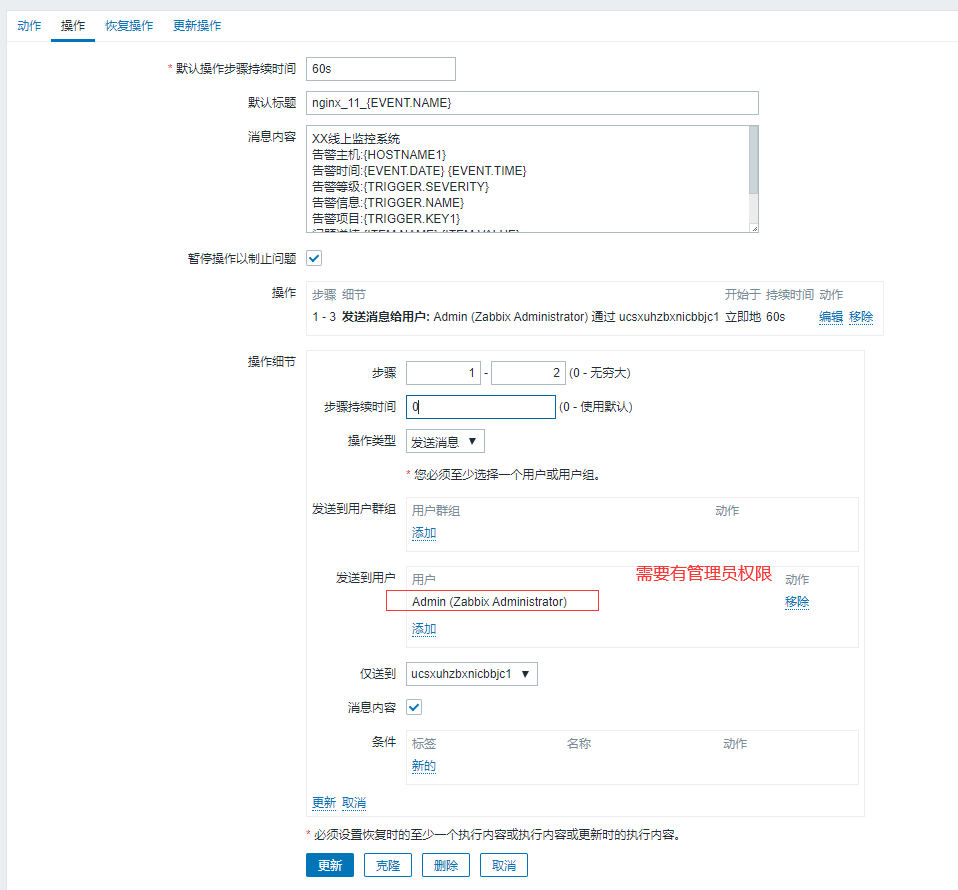 动作 操作 恢复操作 更新操作
* 默认操作步骤持续时间 60s
默认标题 nginx_11_{EVENT.NAME}
消息内容 XX线上监控系统
告警主机:{HOSTNAME1}
告警时间:{EVENT.DATE} {EVENT.TIME}
告警等级:{TRIGGER.SEVERITY}
告警信息:{TRIGGER.NAME}
告警项目:{TRIGGER.KEY1}
暂停操作以制止问题
操作 步骤 细节 开始于 持续时间 动作
1 - 3 发送消息给用户: Admin (Zabbix Administrator) 通过 ucsxuhzbxnicbbjc1 立即地 60s 编辑 移除
操作细节
步骤 1 - 2 (0 - 无穷大)
步骤持续时间 0 (0 - 使用默认)
操作类型 发送消息 ▼
* 您必须至少选择一个用户或用户组。
发送到用户群组 用户群组 动作
添加
发送到用户 用户 需要有管理员权限 动作
Admin (Zabbix Administrator) 移除
添加
仅送到 ucsxuhzbxnicbbjc1 ▼
消息内容
条件 标签 名称 动作
新的
更新 取消
* 必须设置恢复时的至少一个执行内容或执行内容或更新时的执行内容。
更新 克隆 删除 取消